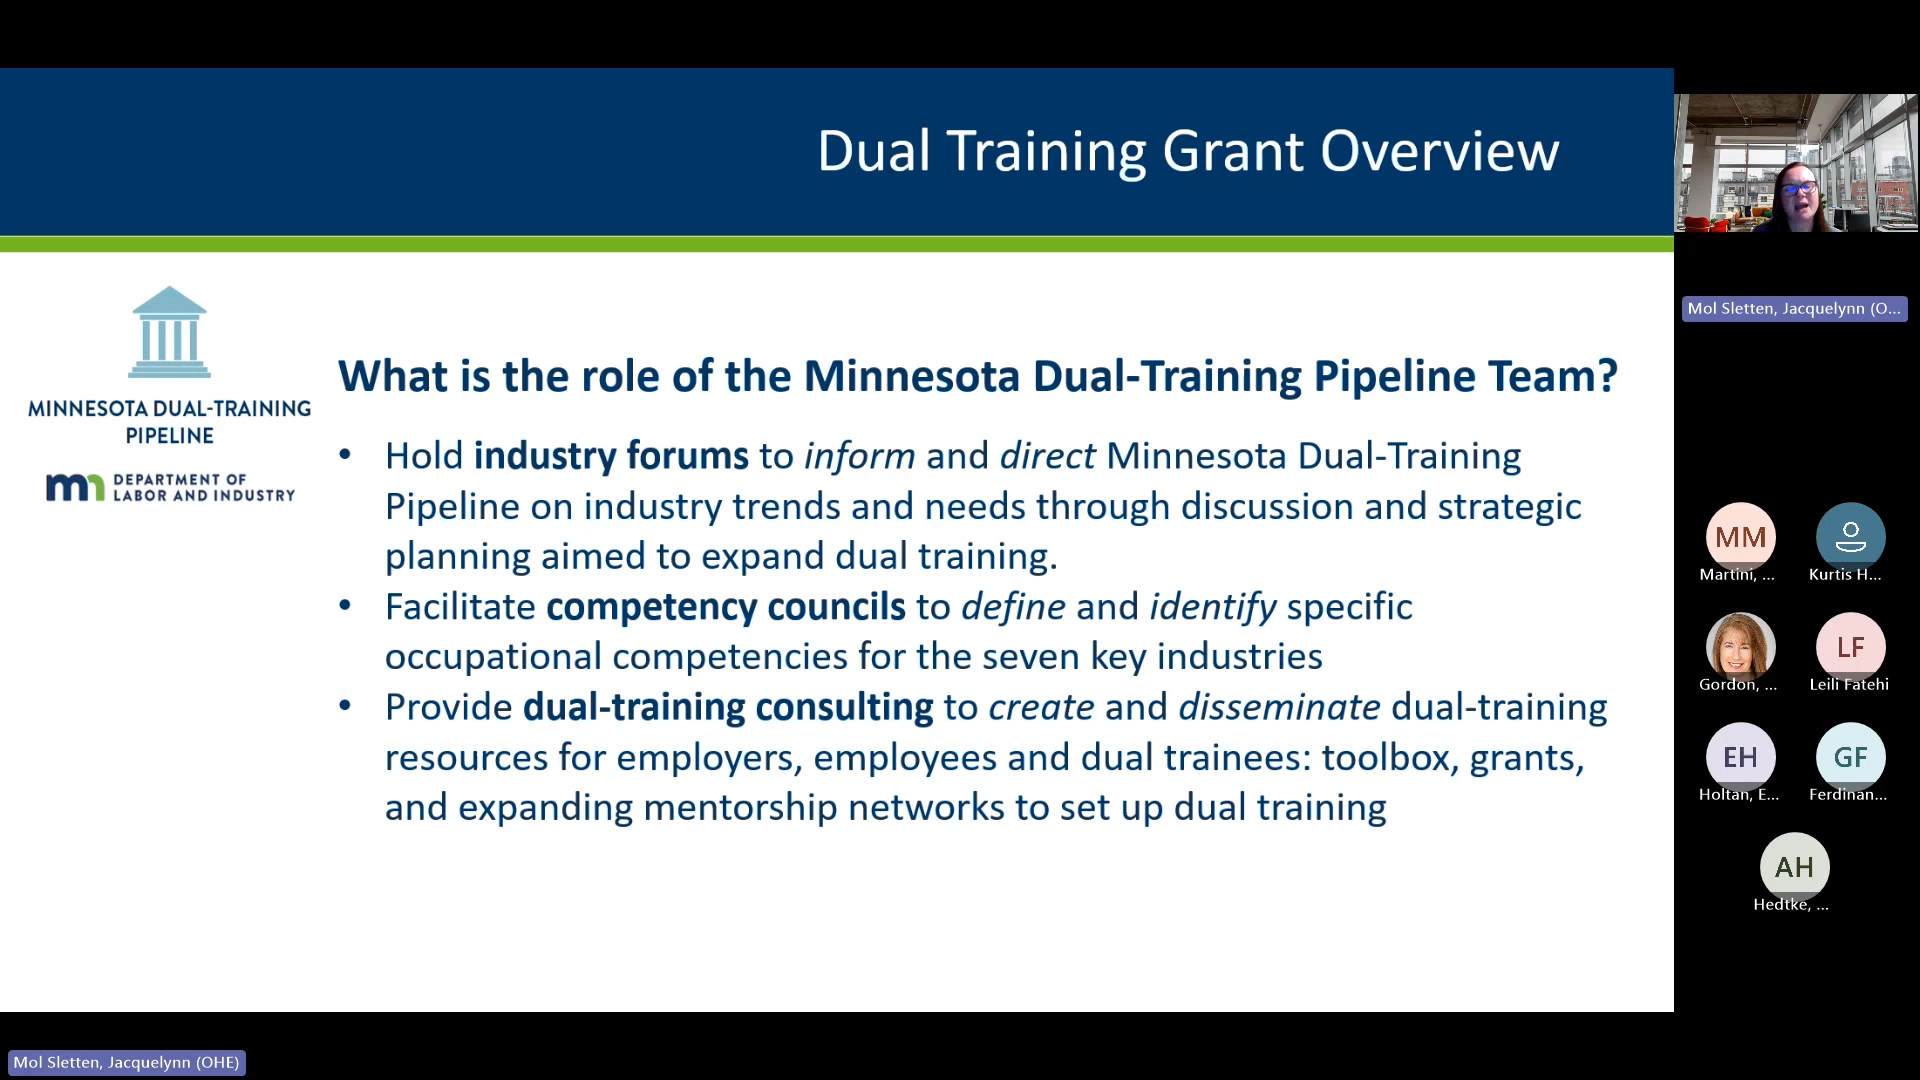 Dual Training Grant Overview
MINNESOTA DUAL-TRAINING
PIPELINE
mn DEPARTMENT OF
LABOR AND INDUSTRY
What is the role of the Minnesota Dual-Training Pipeline Team?
• Hold industry forums to inform and direct Minnesota Dual-Training
Pipeline on industry trends and needs through discussion and strategic
planning aimed to expand dual training.
• Facilitate competency councils to define and identify specific
occupational competencies for the seven key industries
• Provide dual-training consulting to create and disseminate dual-training
resources for employers, employees and dual trainees: toolbox, grants,
and expanding mentorship networks to set up dual training
Mol Sletten, Jacquelynn (O...
MM
Martini, ...
Kurtis H...
Gordon, ...
LF
Leili Fatehi
EH
Holtan, E...
GF
Ferdinan...
AH
Hedtke, ...
Mol Sletten, Jacquelynn (OHE)